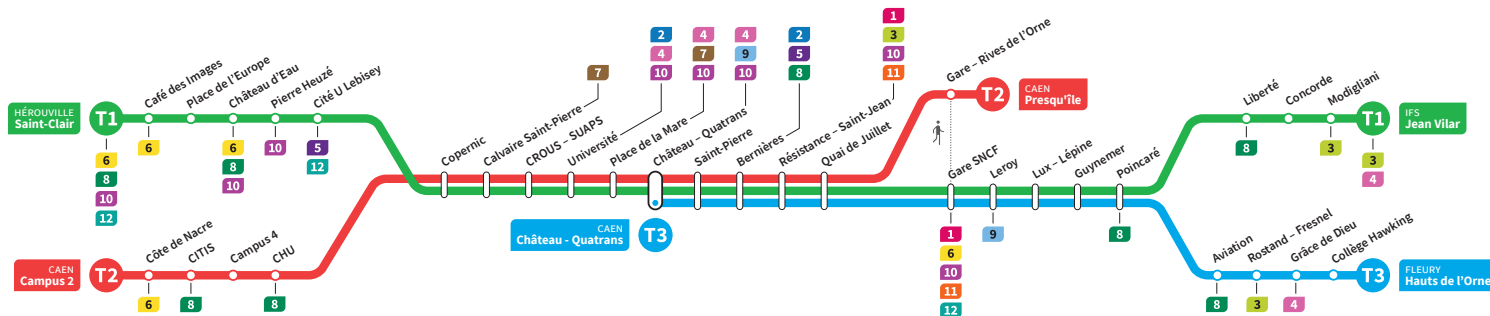 HÉROUVILLE
Saint-Clair
T1
6
8
10
12
Café des Images
6
Place de l'Europe
Château d'Eau
6
8
10
Pierre Heuzé
10
Cité U Lebisey
5
12
CAEN
Campus 2
T2
Côte de Nacre
6
CITIS
8
Campus 4
CHU
8
Copernic
Calvaire Saint-Pierre
7
CROUS – SUAPS
Université
2
4
10
Place de la Mare
4
7
10
Château – Quatrans
4
9
10
CAEN
Château - Quatrans
T3
Saint-Pierre
Bernières
2
5
8
Résistance – Saint-Jean
1
3
10
11
Quai de Juillet
Gare – Rives de l'Orne
T2
CAEN
Presqu'île
Gare SNCF
1
6
10
11
12
Leroy
9
Lux – Lépine
Guynemer
Poincaré
8
Liberté
8
Concorde
Modigliani
3
T1
IFS
Jean Vilar
3
4
Aviation
8
Rostand – Fresnel
3
Grâce de Dieu
4
Collège Hawking
T3
FLEURY
Hauts de l'Orne